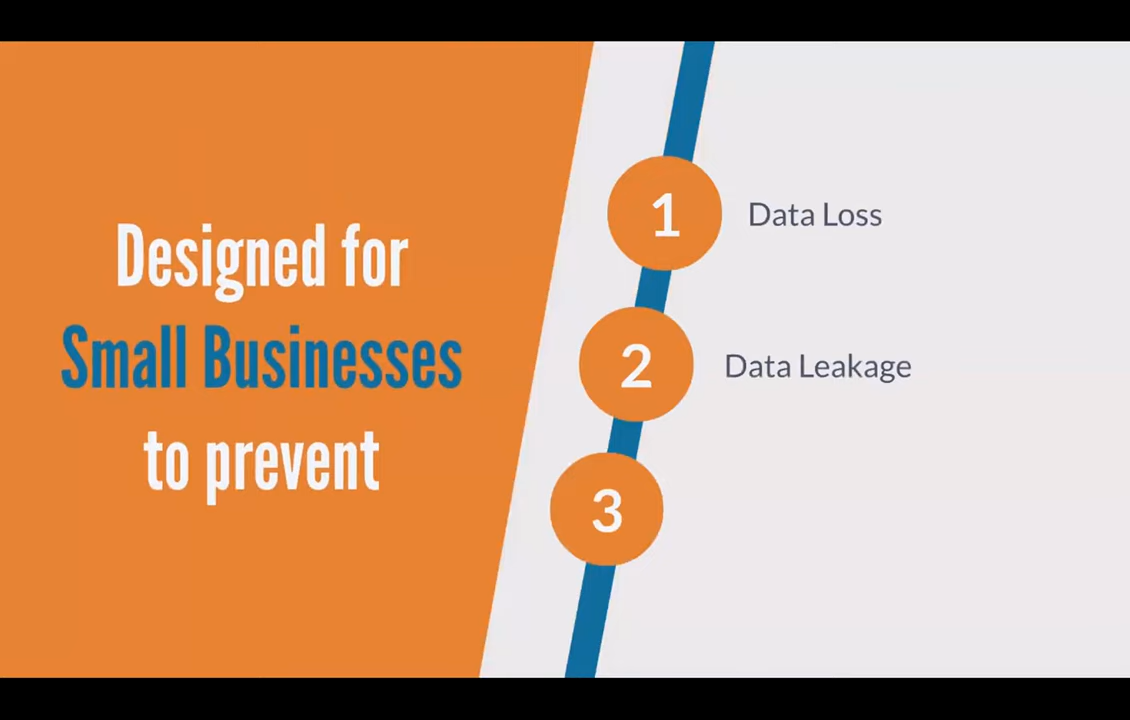 Designed for
Small Businesses
to prevent
1
Data Loss
2
Data Leakage
3